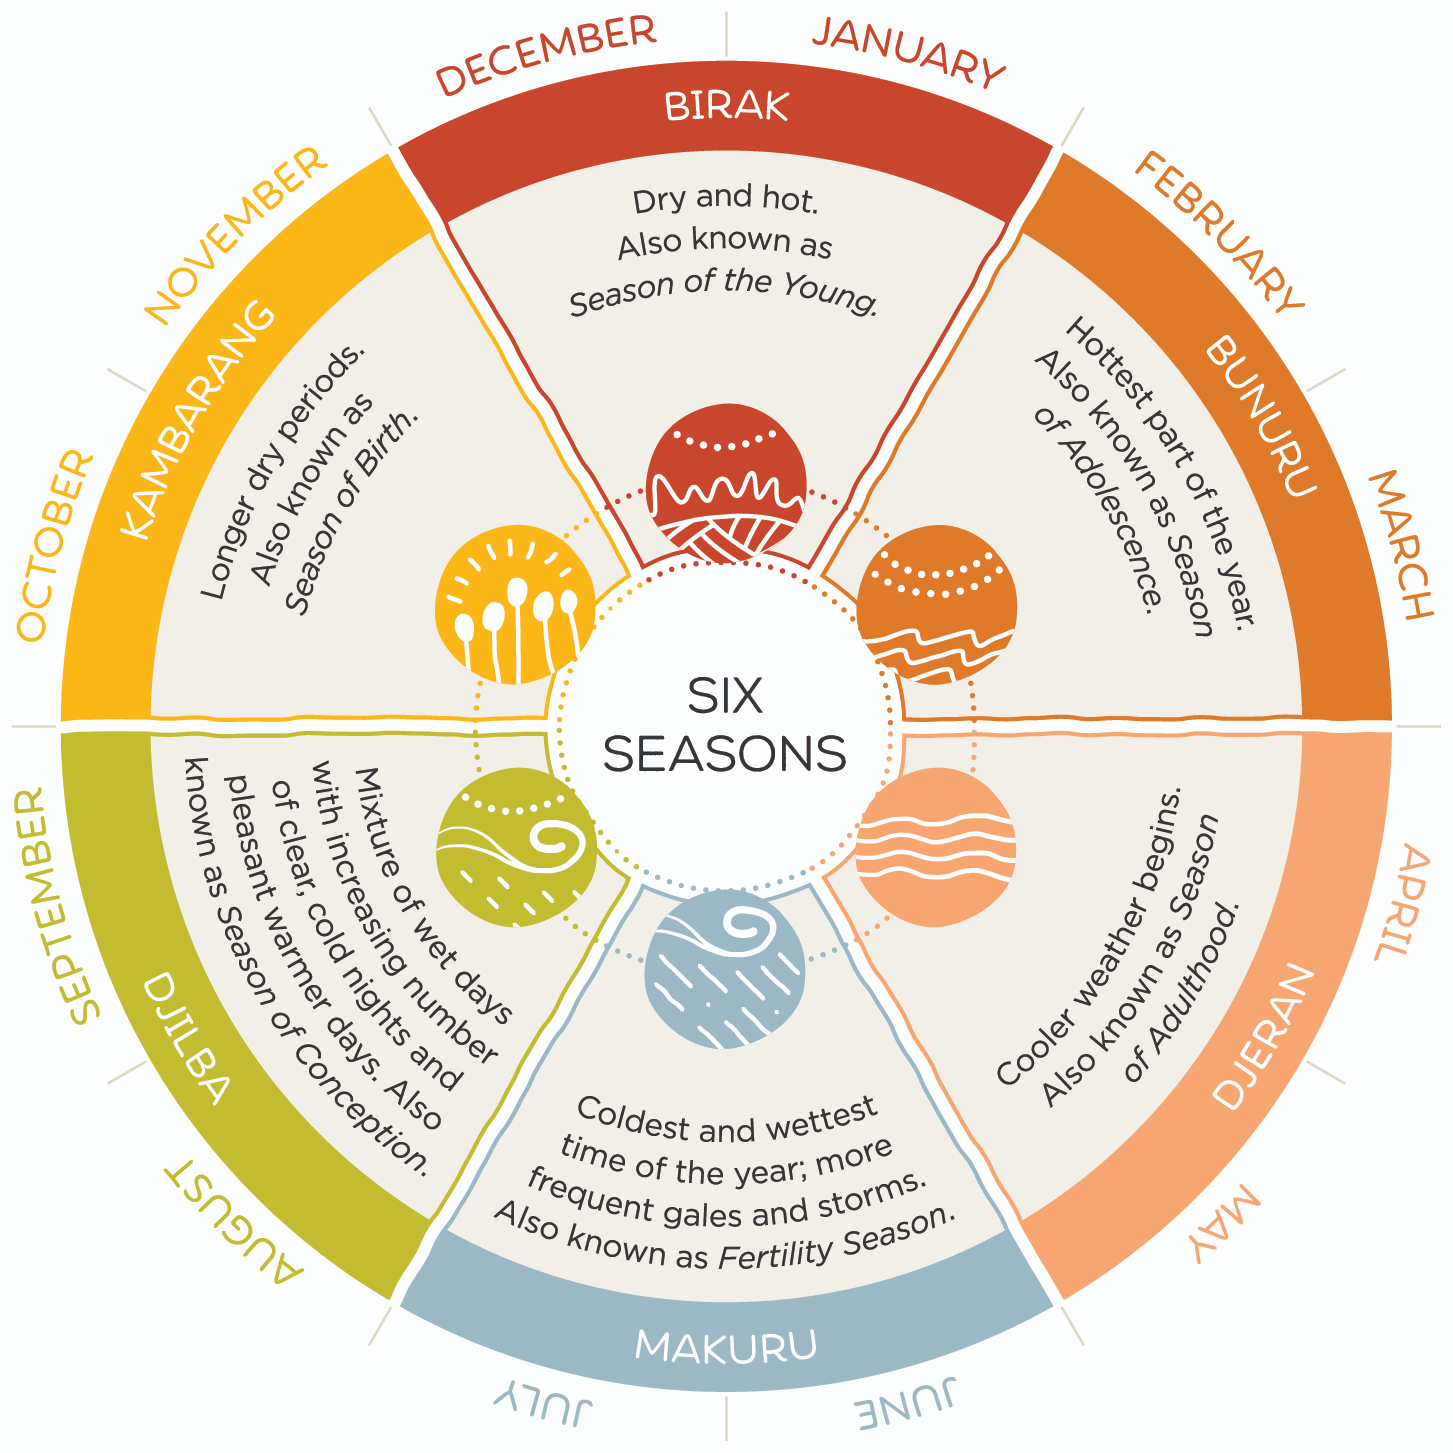 SIX
SEASONS
DECEMBER
JANUARY
BIRAK
Dry and hot.
Also known as
Season of the Young.
FEBRUARY
MARCH
BUNURU
Hottest part of the year.
Also known as Season
of Adolescence.
APRIL
MAY
DJERAN
Cooler weather begins.
Also known as Season
of Adulthood.
JUNE
JULY
MAKURU
Coldest and wettest
time of the year; more
frequent gales and storms.
Also known as Fertility Season.
AUGUST
SEPTEMBER
DJILBA
Mixture of wet days
with increasing number
of clear, cold nights and
pleasant warmer days. Also
known as Season of Conception.
OCTOBER
NOVEMBER
KAMBARANG
Longer dry periods.
Also known as
Season of Birth.